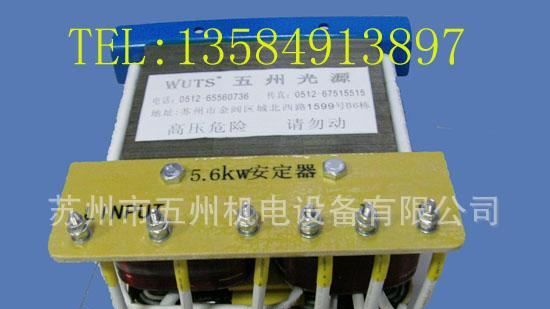 TEL:13584913897
WUTS® 五州光源
电话:0512-65560736 传真:0512-67515515
地址:苏州市金阊区城北西路1599号B6栋
高压危险 请勿动
5.6kw安定器
苏州市五州机电设备有限公司
INPUT